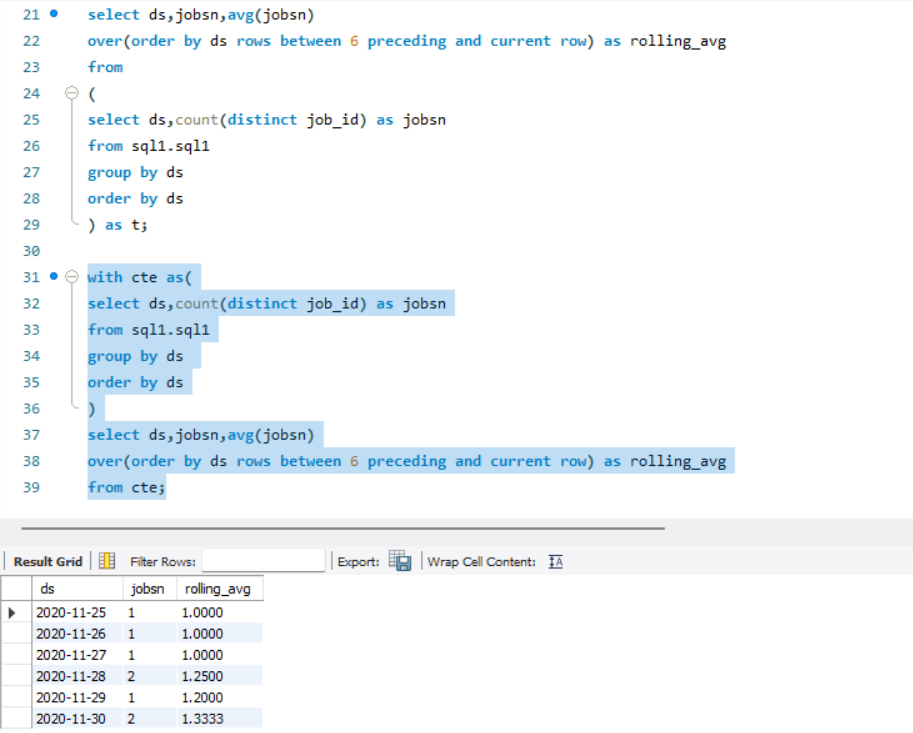 21 select ds,jobsn,avg(jobsn)
22 over(order by ds rows between 6 preceding and current row) as rolling_avg
23 from
24 (
25 select ds,count(distinct job_id) as jobsn
26 from sql1.sql1
27 group by ds
28 order by ds
29 ) as t;
30
31 with cte as(
32 select ds,count(distinct job_id) as jobsn
33 from sql1.sql1
34 group by ds
35 order by ds
36 )
37 select ds,jobsn,avg(jobsn)
38 over(order by ds rows between 6 preceding and current row) as rolling_avg
39 from cte;
Result Grid Filter Rows: Export: Wrap Cell Content: IA
ds jobsn rolling_avg
2020-11-25 1 1.0000
2020-11-26 1 1.0000
2020-11-27 1 1.0000
2020-11-28 2 1.2500
2020-11-29 1 1.2000
2020-11-30 2 1.3333